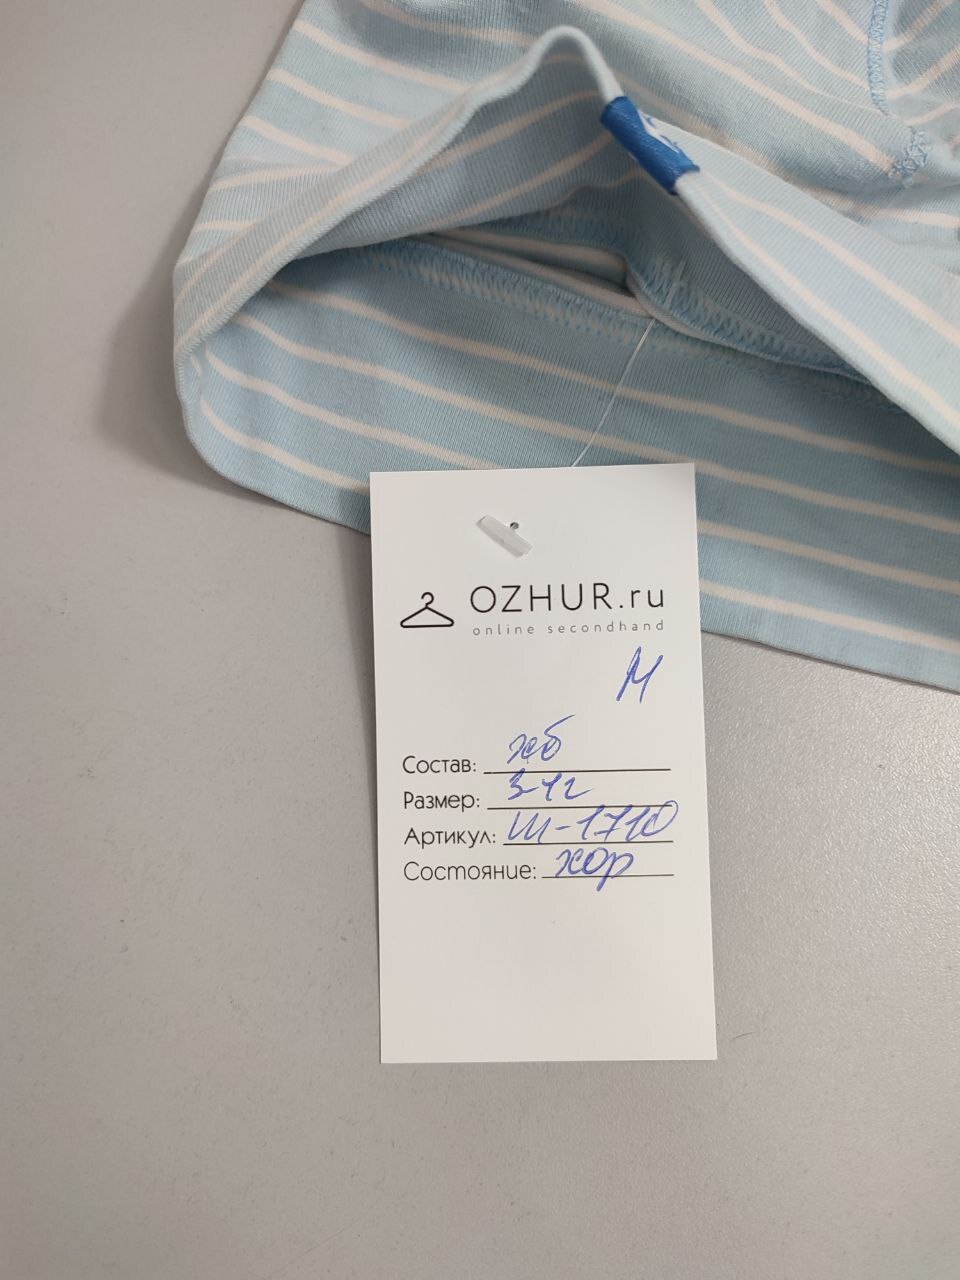 OZHUR.ru
online secondhand
М
Состав: хб
Размер: 3-4г
Артикул: Ш-1710
Состояние: хор